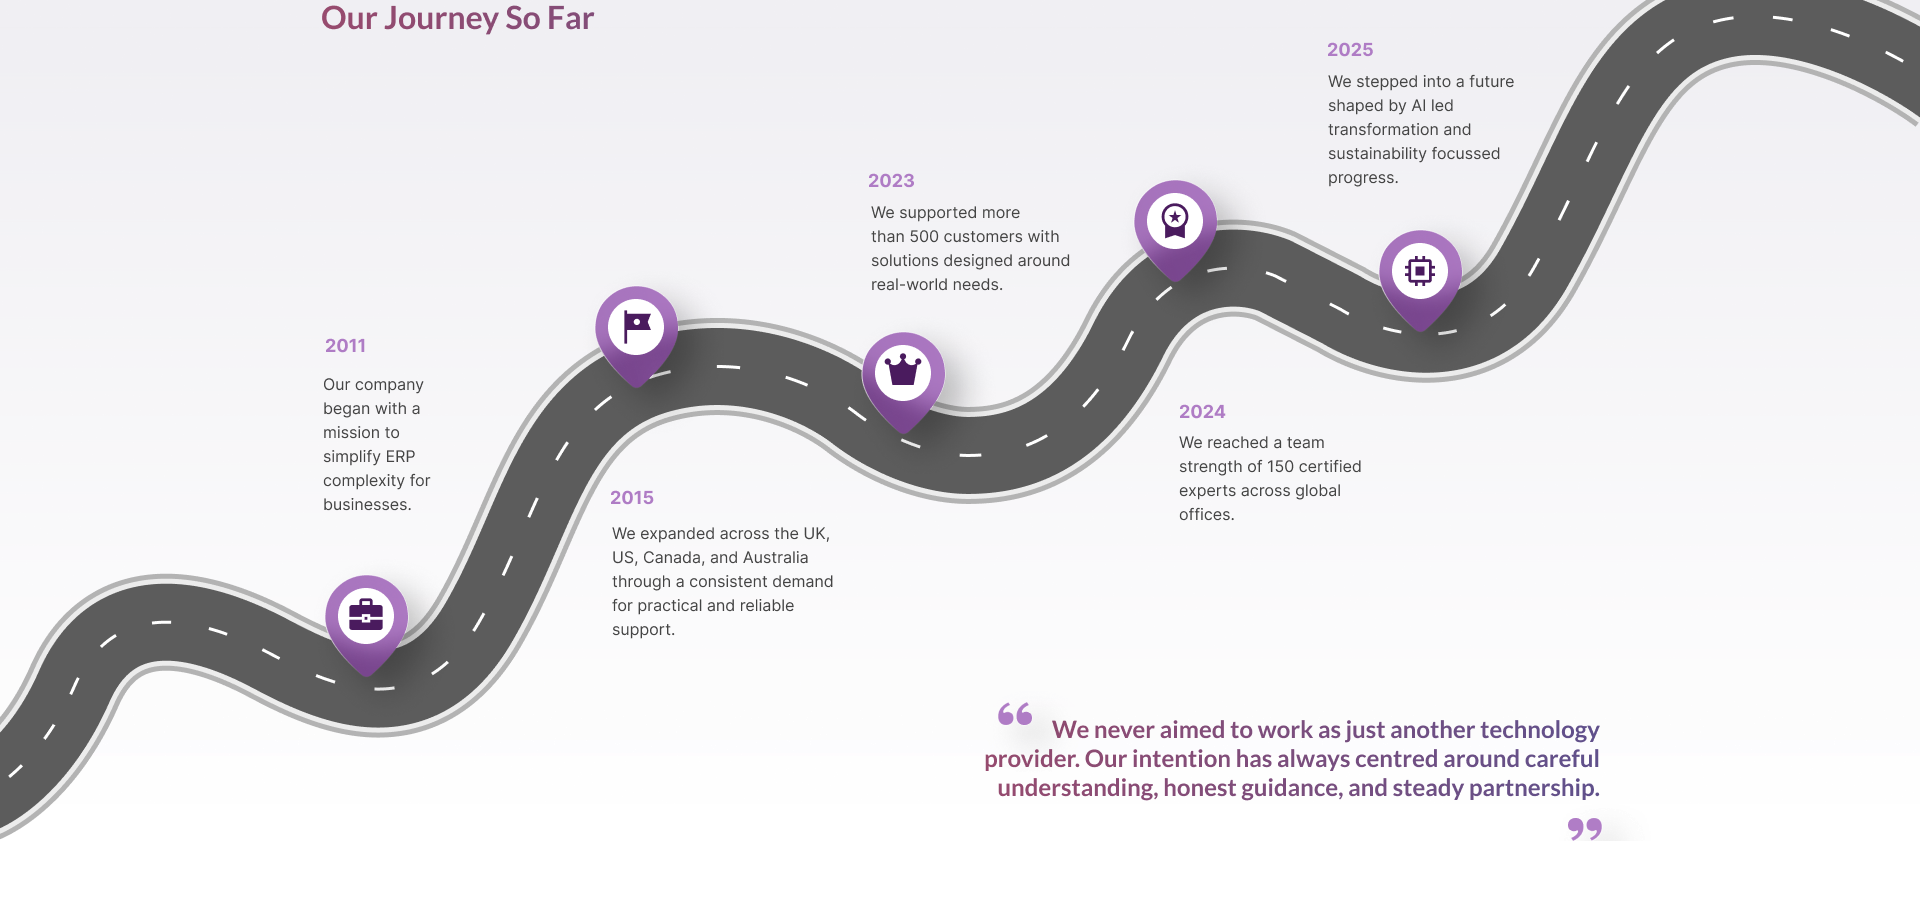 Our Journey So Far
2011
Our company
began with a
mission to
simplify ERP
complexity for
businesses.
2015
We expanded across the UK,
US, Canada, and Australia
through a consistent demand
for practical and reliable
support.
2023
We supported more
than 500 customers with
solutions designed around
real-world needs.
2024
We reached a team
strength of 150 certified
experts across global
offices.
2025
We stepped into a future
shaped by AI led
transformation and
sustainability focussed
progress.
“ We never aimed to work as just another technology
provider. Our intention has always centred around careful
understanding, honest guidance, and steady partnership.
”